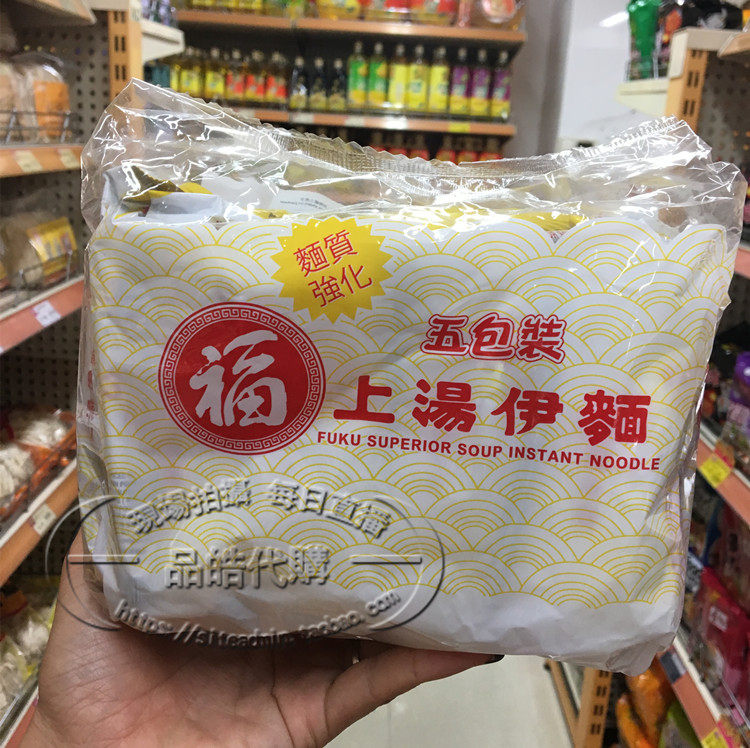 麵質
強化
五包裝
福
上湯伊麵
FUKU SUPERIOR SOUP INSTANT NOODLE
現場拍攝 每日直播
品皓代購